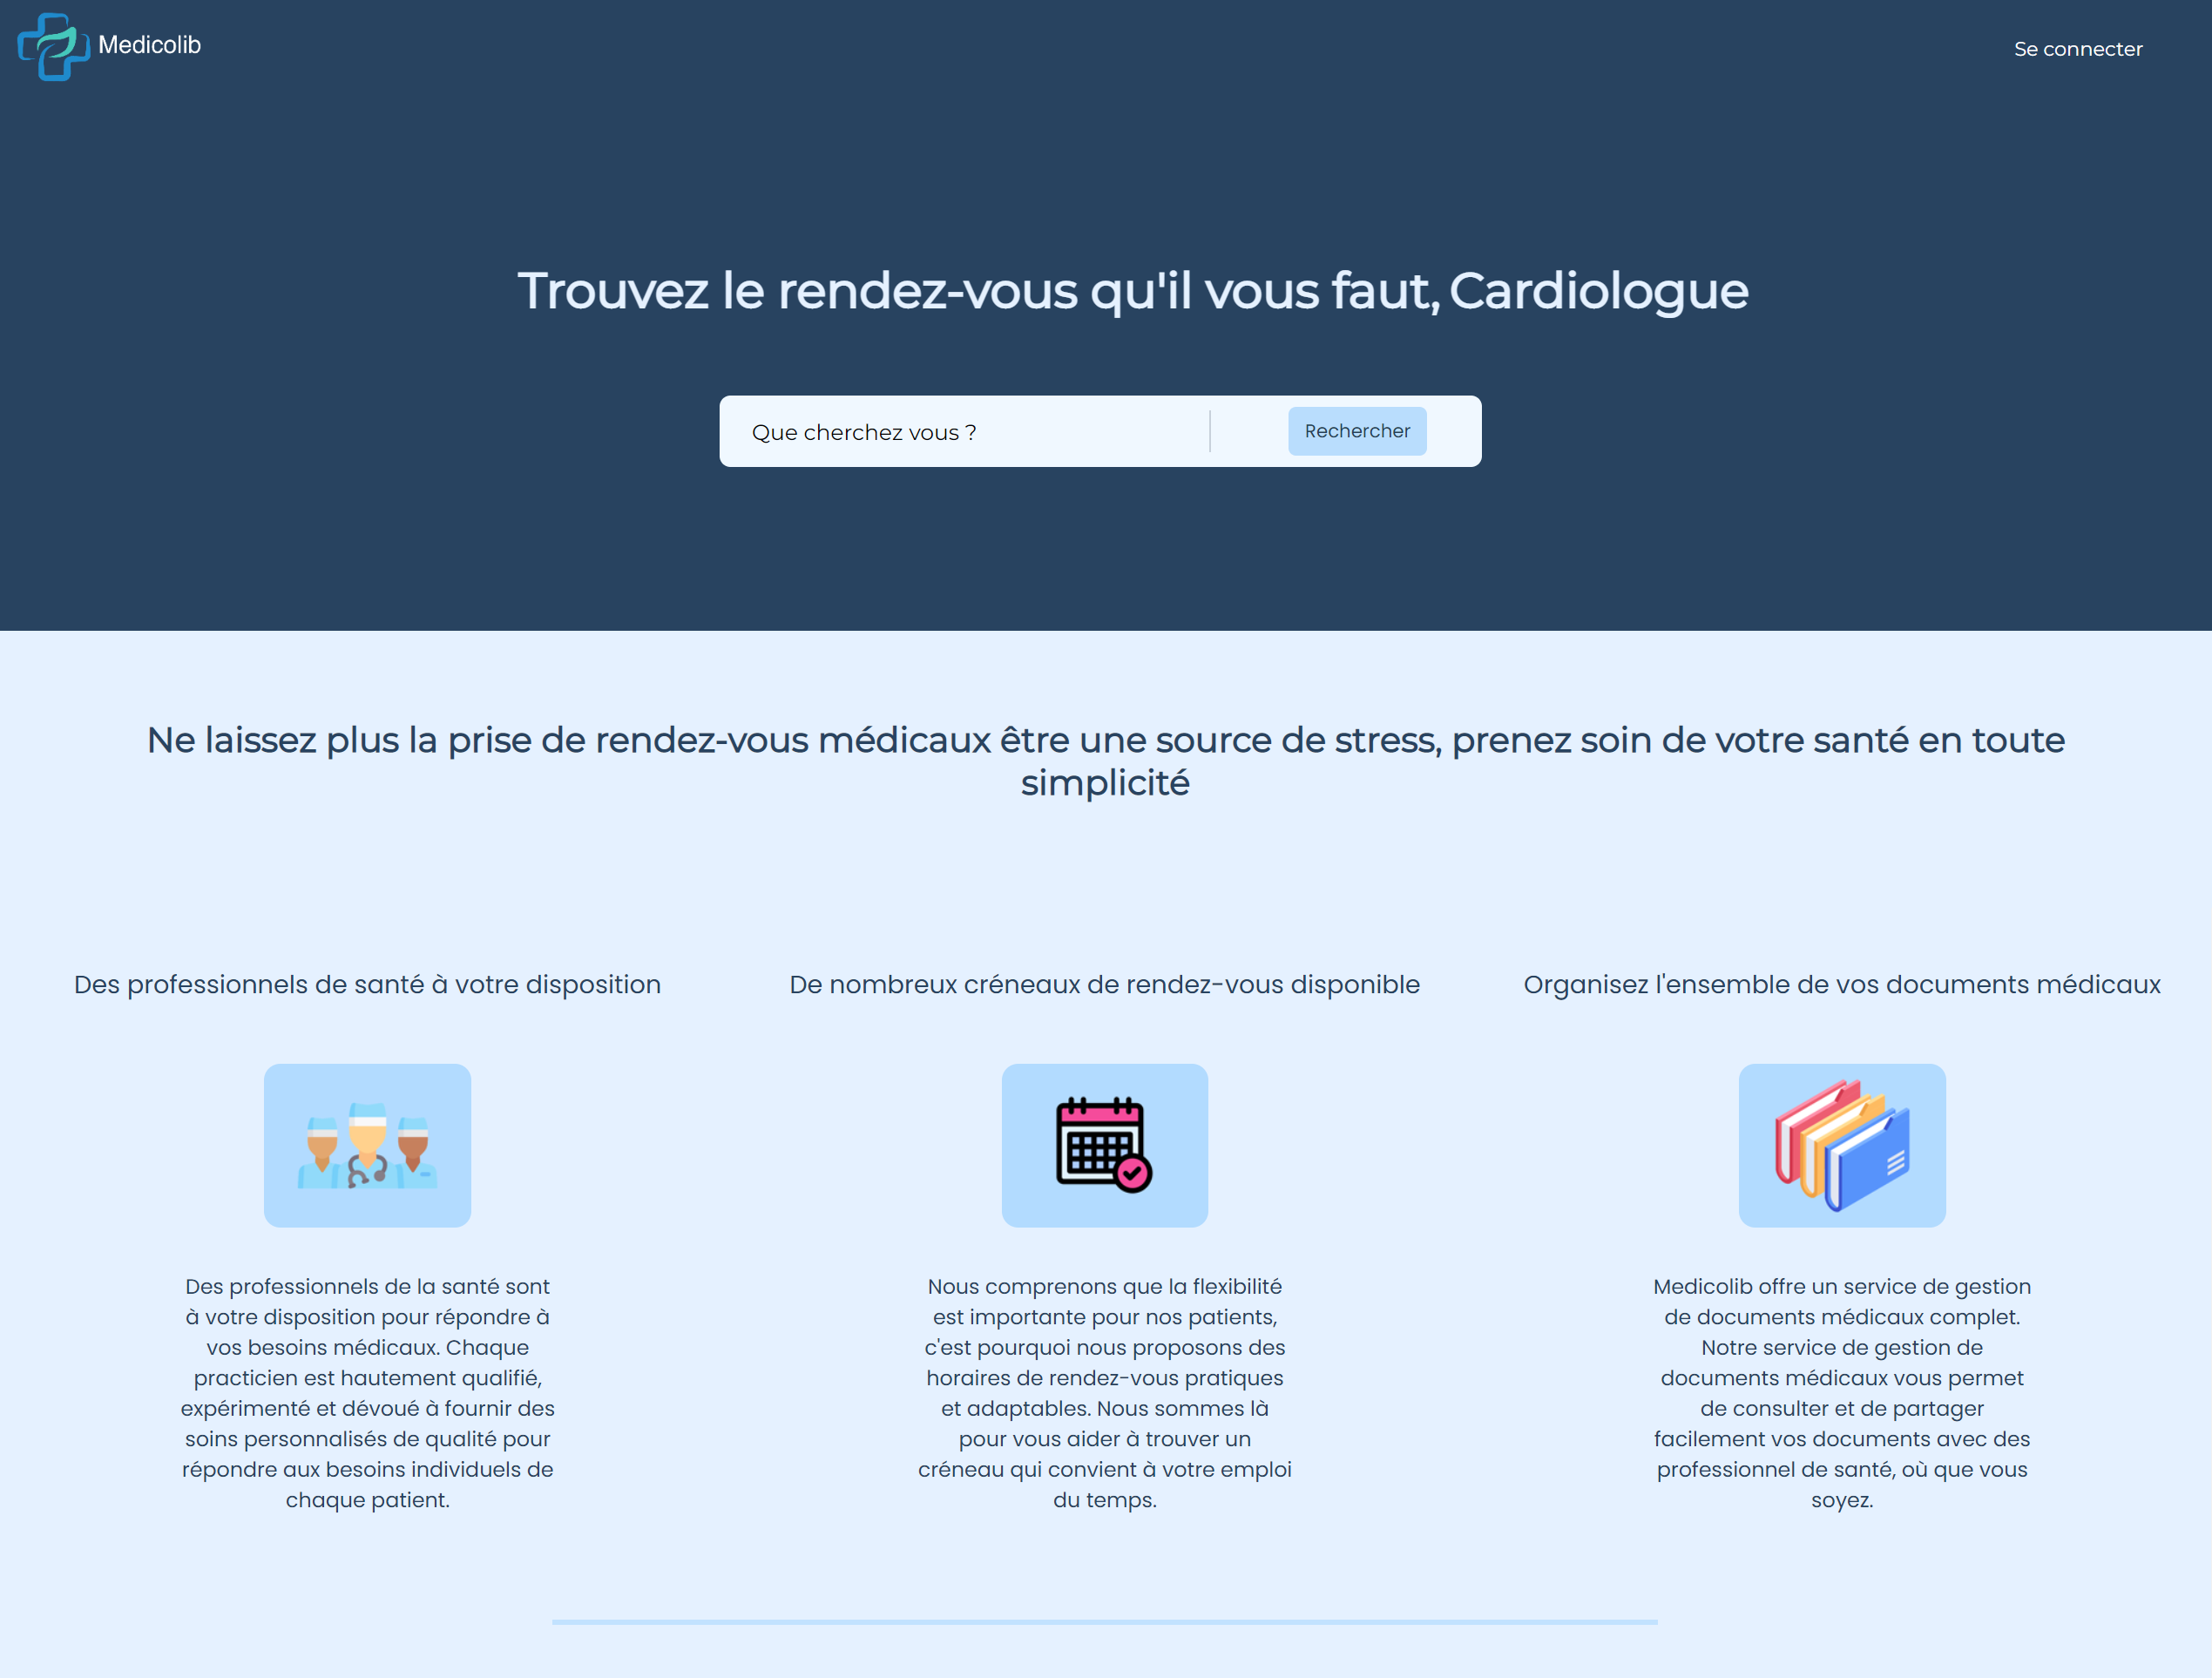 Medicolib
Se connecter
Trouvez le rendez-vous qu'il vous faut, Cardiologue
Que cherchez vous ?
Rechercher
Ne laissez plus la prise de rendez-vous médicaux être une source de stress, prenez soin de votre santé en toute
simplicité
Des professionnels de santé à votre disposition
De nombreux créneaux de rendez-vous disponible
Organisez l'ensemble de vos documents médicaux
Des professionnels de la santé sont
à votre disposition pour répondre à
vos besoins médicaux. Chaque
practicien est hautement qualifié,
expérimenté et dévoué à fournir des
soins personnalisés de qualité pour
répondre aux besoins individuels de
chaque patient.
Nous comprenons que la flexibilité
est importante pour nos patients,
c'est pourquoi nous proposons des
horaires de rendez-vous pratiques
et adaptables. Nous sommes là
pour vous aider à trouver un
créneau qui convient à votre emploi
du temps.
Medicolib offre un service de gestion
de documents médicaux complet.
Notre service de gestion de
documents médicaux vous permet
de consulter et de partager
facilement vos documents avec des
professionnel de santé, où que vous
soyez.